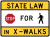 STATE LAW
STOP FOR
IN X-WALKS